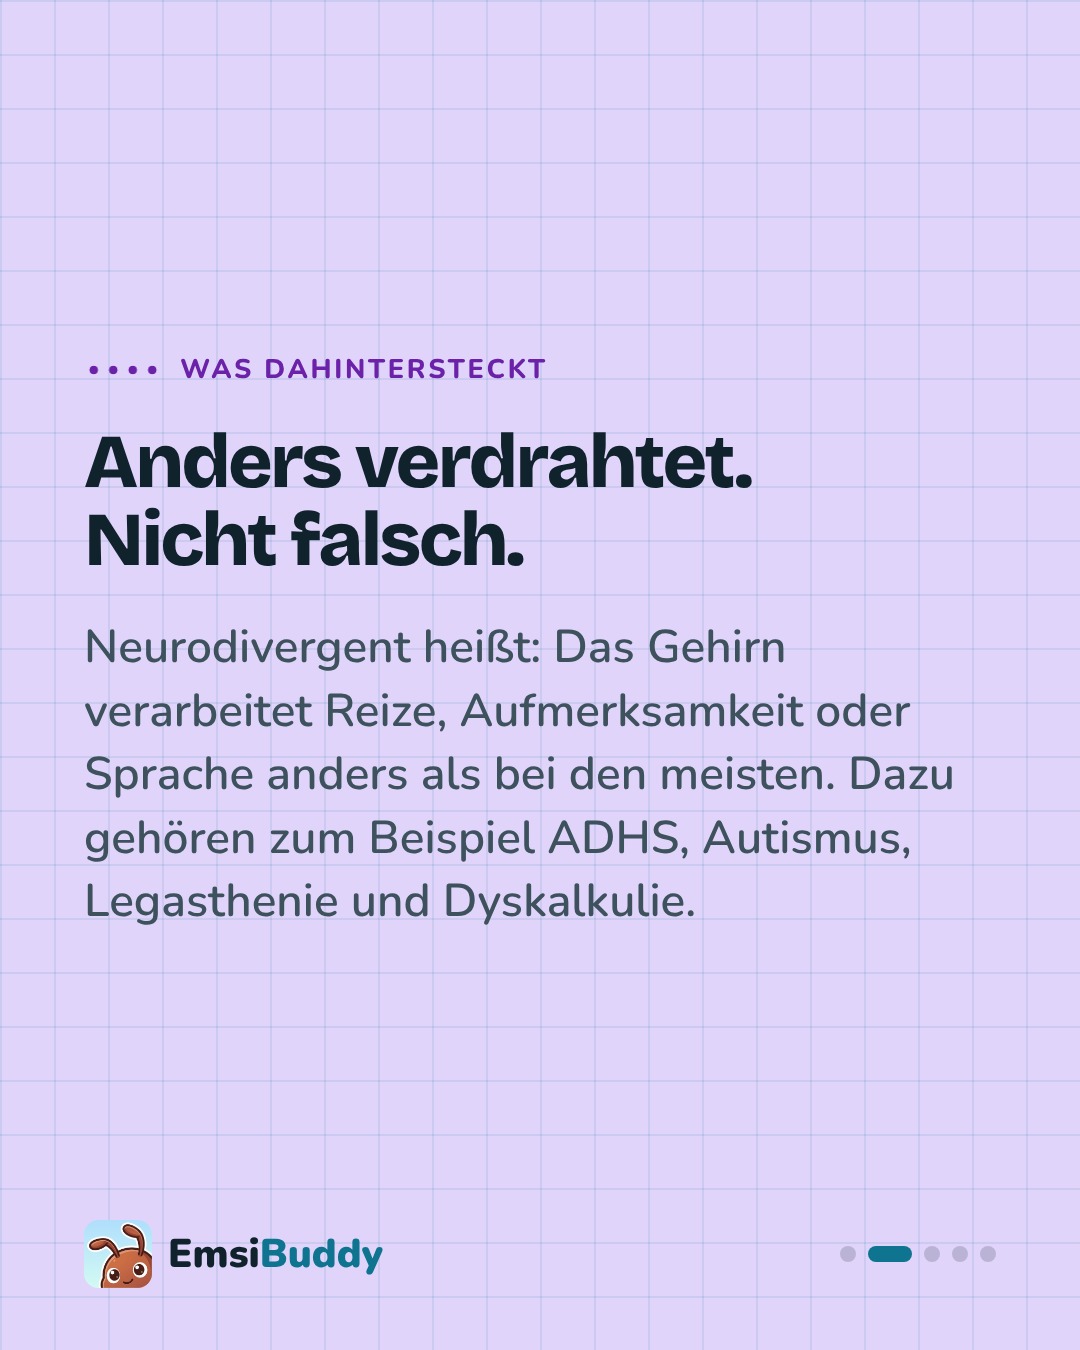 WAS DAHINTERSTECKT
Anders verdrahtet.
Nicht falsch.
Neurodivergent heißt: Das Gehirn
verarbeitet Reize, Aufmerksamkeit oder
Sprache anders als bei den meisten. Dazu
gehören zum Beispiel ADHS, Autismus,
Legasthenie und Dyskalkulie.
EmsiBuddy